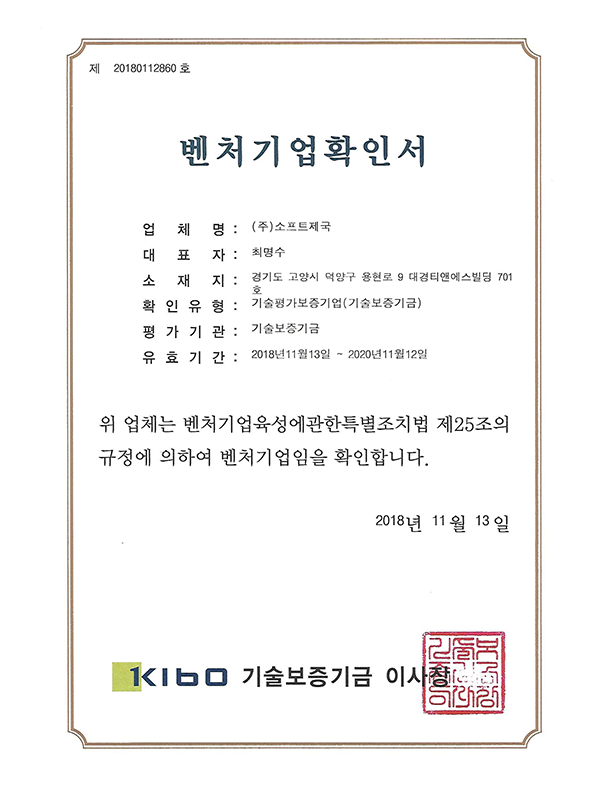 제 20180112860 호
벤처기업확인서
업체명 : (주)소프트제국
대표자 : 최명수
소재지 : 경기도 고양시 덕양구 용현로 9 대경티앤에스빌딩 701
호
확인유형 : 기술평가보증기업(기술보증기금)
평가기관 : 기술보증기금
유효기간 : 2018년11월13일 ~ 2020년11월12일
위 업체는 벤처기업육성에관한특별조치법 제25조의
규정에 의하여 벤처기업임을 확인합니다.
2018년 11월 13일
KIBO 기술보증기금 이사장